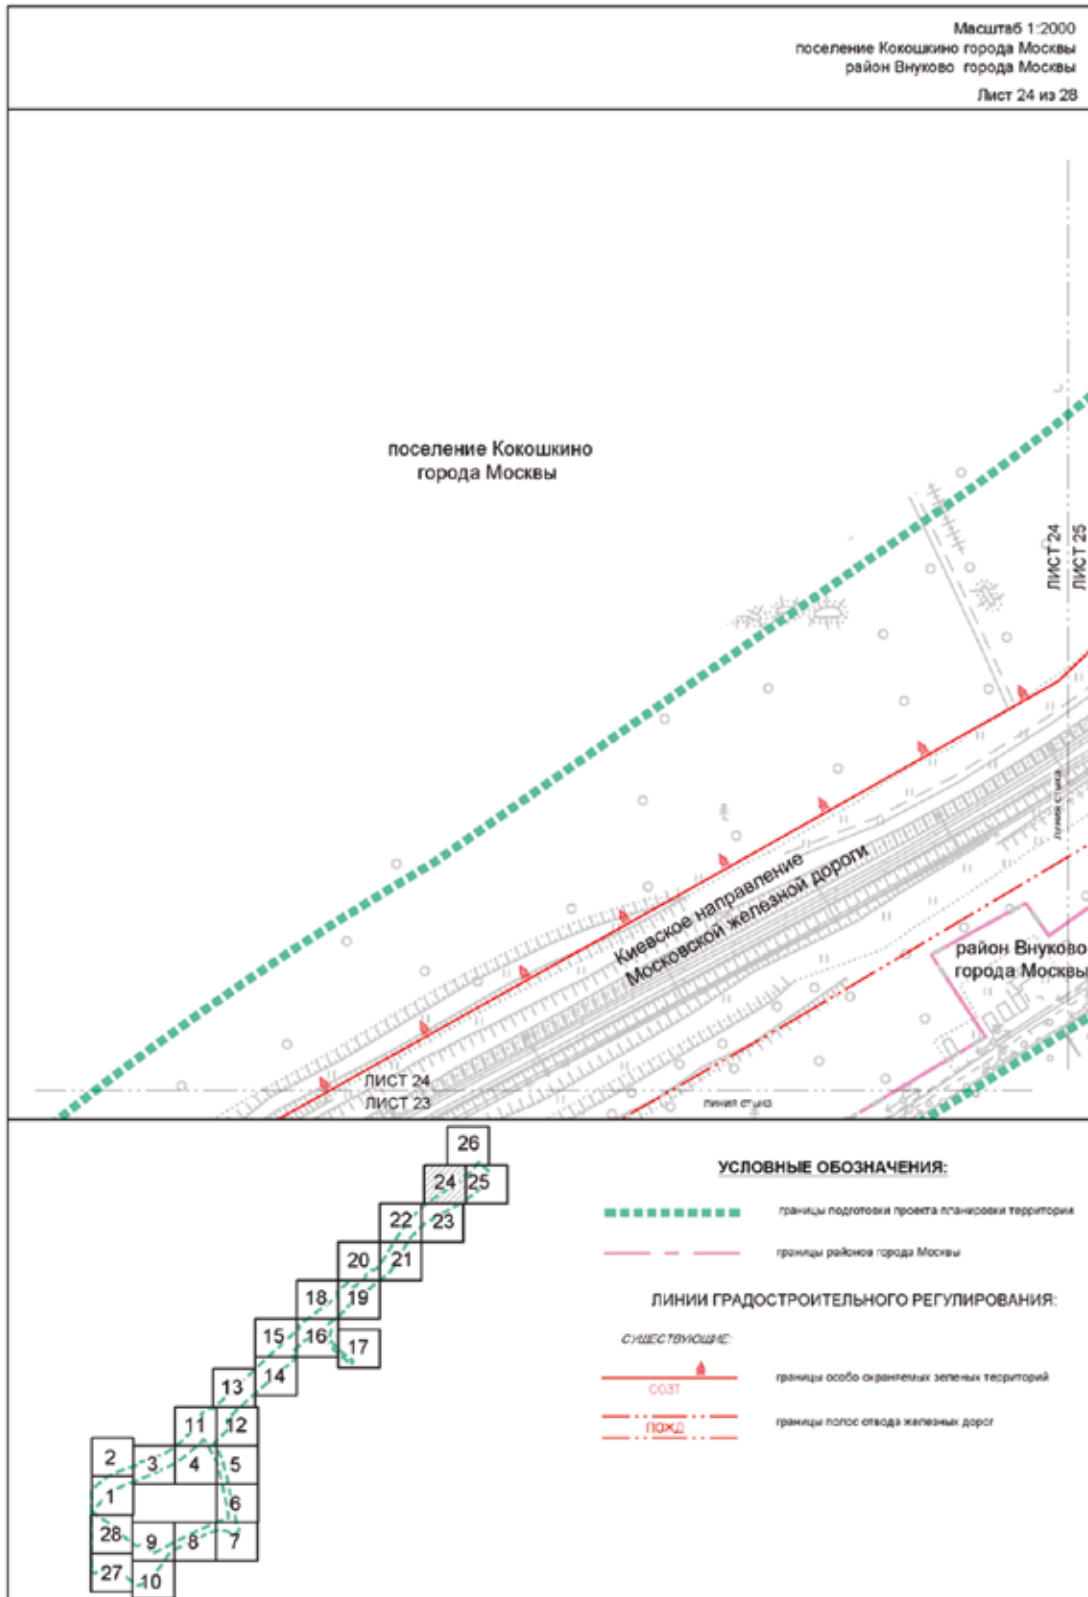 Масштаб 1:2000
поселение Кокошкино города Москвы
район Внуково города Москвы
Лист 24 из 28
поселение Кокошкино
города Москвы
ЛИСТ 24
ЛИСТ 25
линия стыка
Киевское направление
Московской железной дороги
район Внуково
города Москвы
ЛИСТ 24
ЛИСТ 23
линия стыка
26
24
25
22
23
20
21
18
19
15
16
17
14
13
11
12
2
3
4
5
1
6
28
9
8
7
27
10
УСЛОВНЫЕ ОБОЗНАЧЕНИЯ:
границы подготовки проекта планировки территории
границы районов города Москвы
ЛИНИИ ГРАДОСТРОИТЕЛЬНОГО РЕГУЛИРОВАНИЯ:
СУЩЕСТВУЮЩИЕ:
СОЗТ
границы особо охраняемых зеленых территорий
ПОЖД
границы полос отвода железных дорог